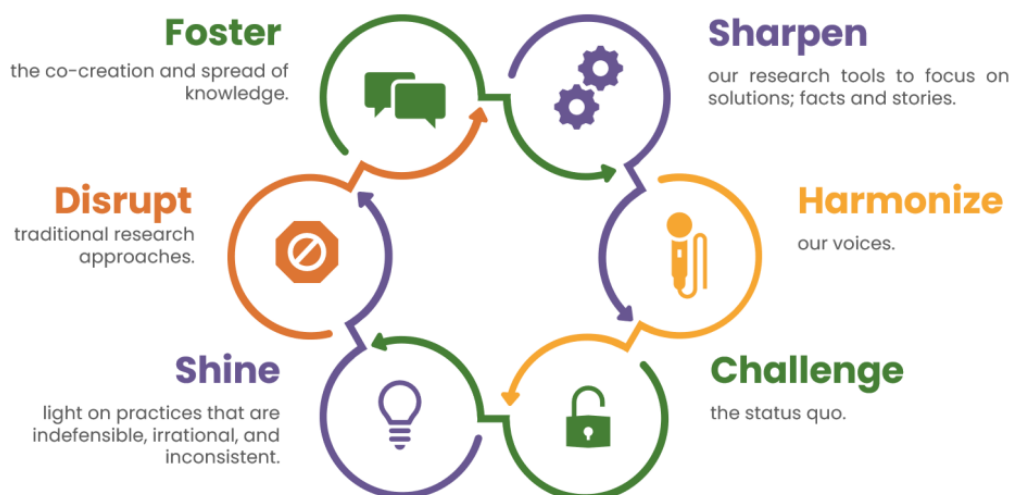 Foster
the co-creation and spread of
knowledge.
Sharpen
our research tools to focus on
solutions; facts and stories.
Disrupt
traditional research
approaches.
Harmonize
our voices.
Shine
light on practices that are
indefensible, irrational, and
inconsistent.
Challenge
the status quo.